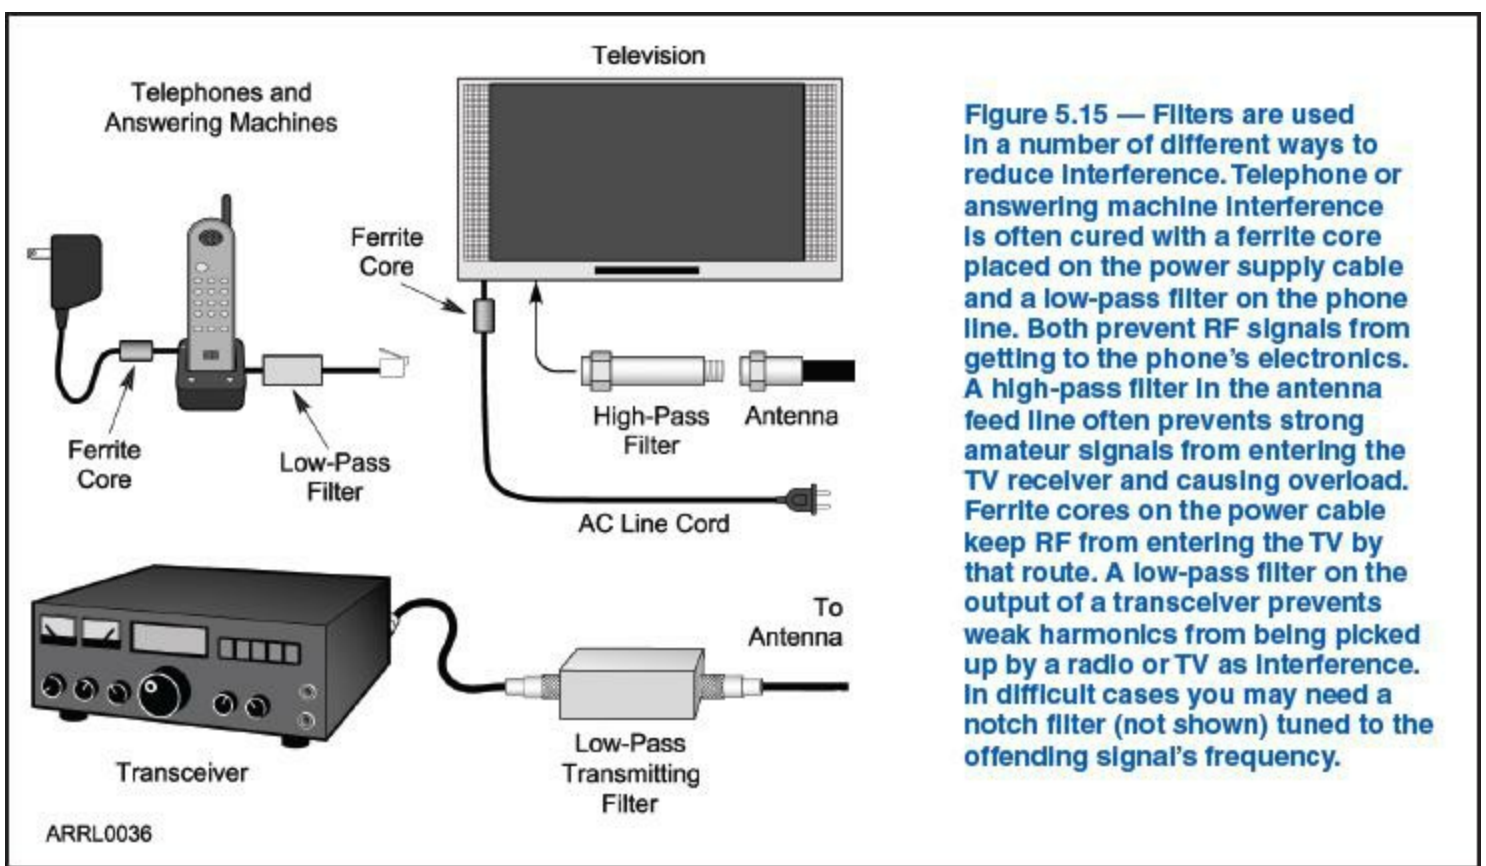 Television
Telephones and
Answering Machines
Ferrite
Core
High-Pass
Filter
Antenna
Ferrite
Core
Low-Pass
Filter
AC Line Cord
To
Antenna
Low-Pass
Transmitting
Filter
Transceiver
ARRL0036
Figure 5.15 — Filters are used
in a number of different ways to
reduce interference. Telephone or
answering machine interference
is often cured with a ferrite core
placed on the power supply cable
and a low-pass filter on the phone
line. Both prevent RF signals from
getting to the phone's electronics.
A high-pass filter in the antenna
feed line often prevents strong
amateur signals from entering the
TV receiver and causing overload.
Ferrite cores on the power cable
keep RF from entering the TV by
that route. A low-pass filter on the
output of a transceiver prevents
weak harmonics from being picked
up by a radio or TV as interference.
In difficult cases you may need a
notch filter (not shown) tuned to the
offending signal's frequency.